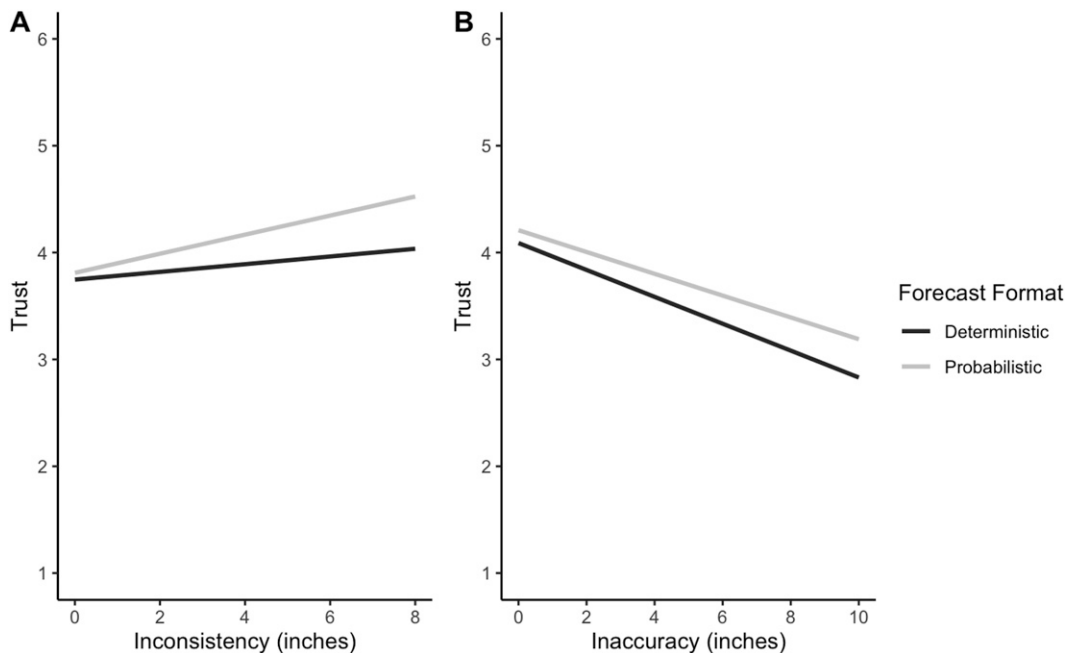 A
6
5
4
3
2
1
Trust
0 2 4 6 8
Inconsistency (inches)
B
6
5
4
3
2
1
Trust
0 2 4 6 8 10
Inaccuracy (inches)
Forecast Format
Deterministic
Probabilistic